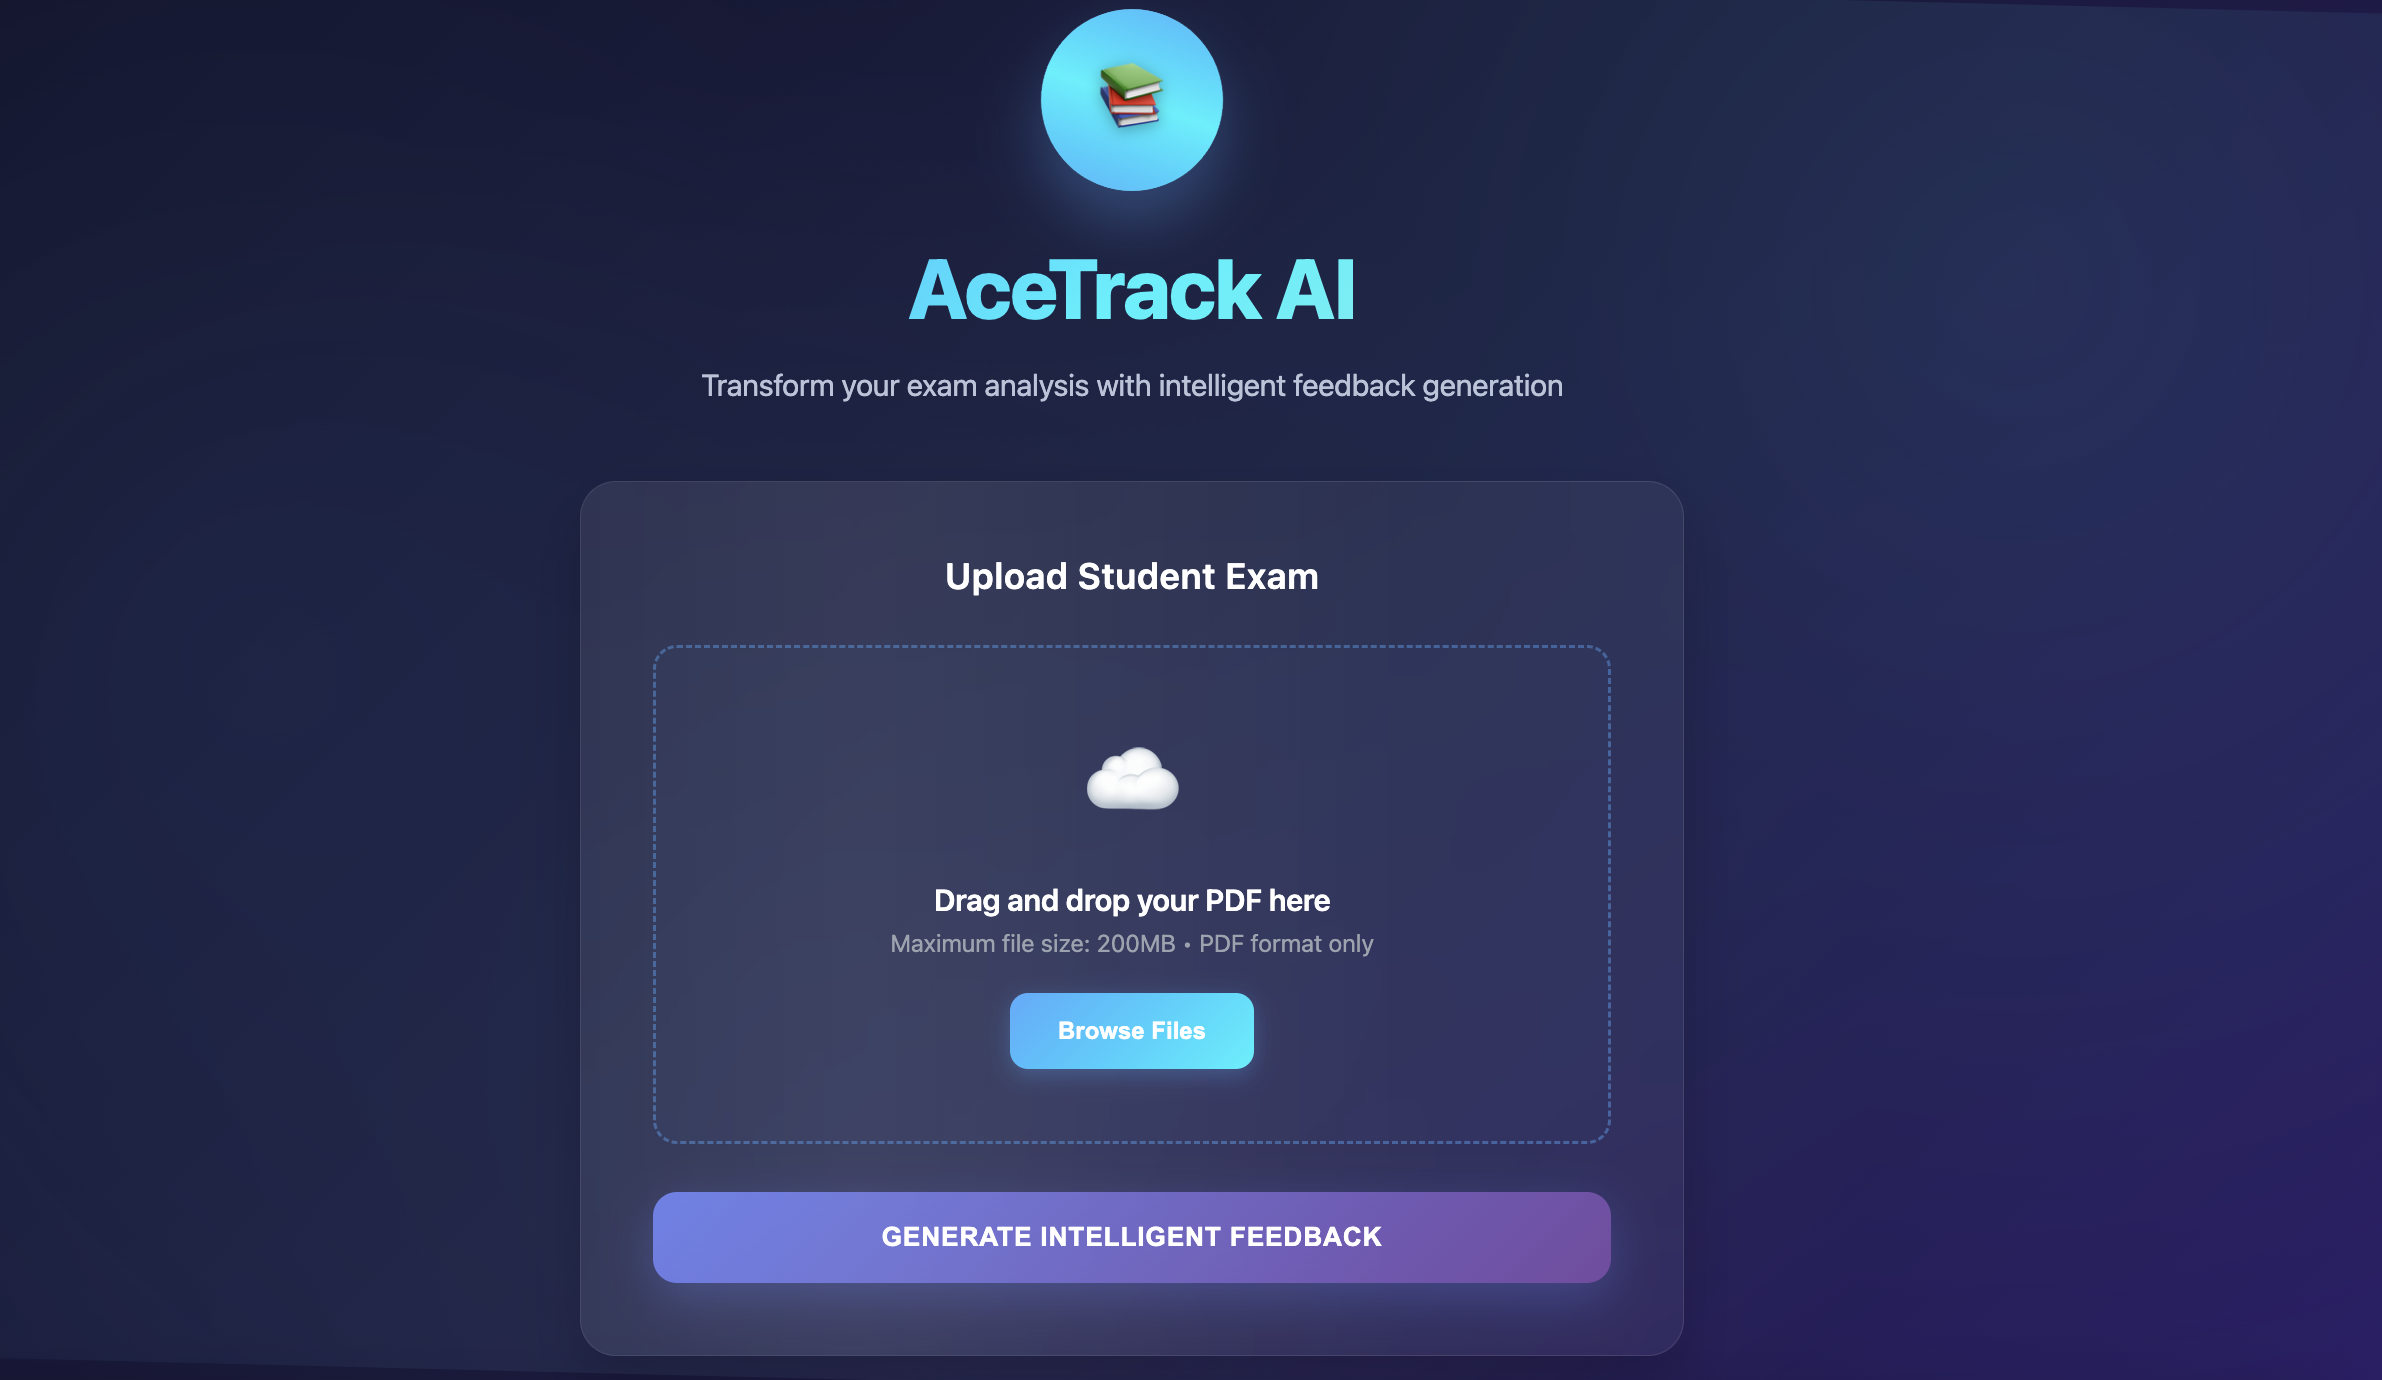 AceTrack AI
Transform your exam analysis with intelligent feedback generation
Upload Student Exam
Drag and drop your PDF here
Maximum file size: 200MB • PDF format only
Browse Files
GENERATE INTELLIGENT FEEDBACK